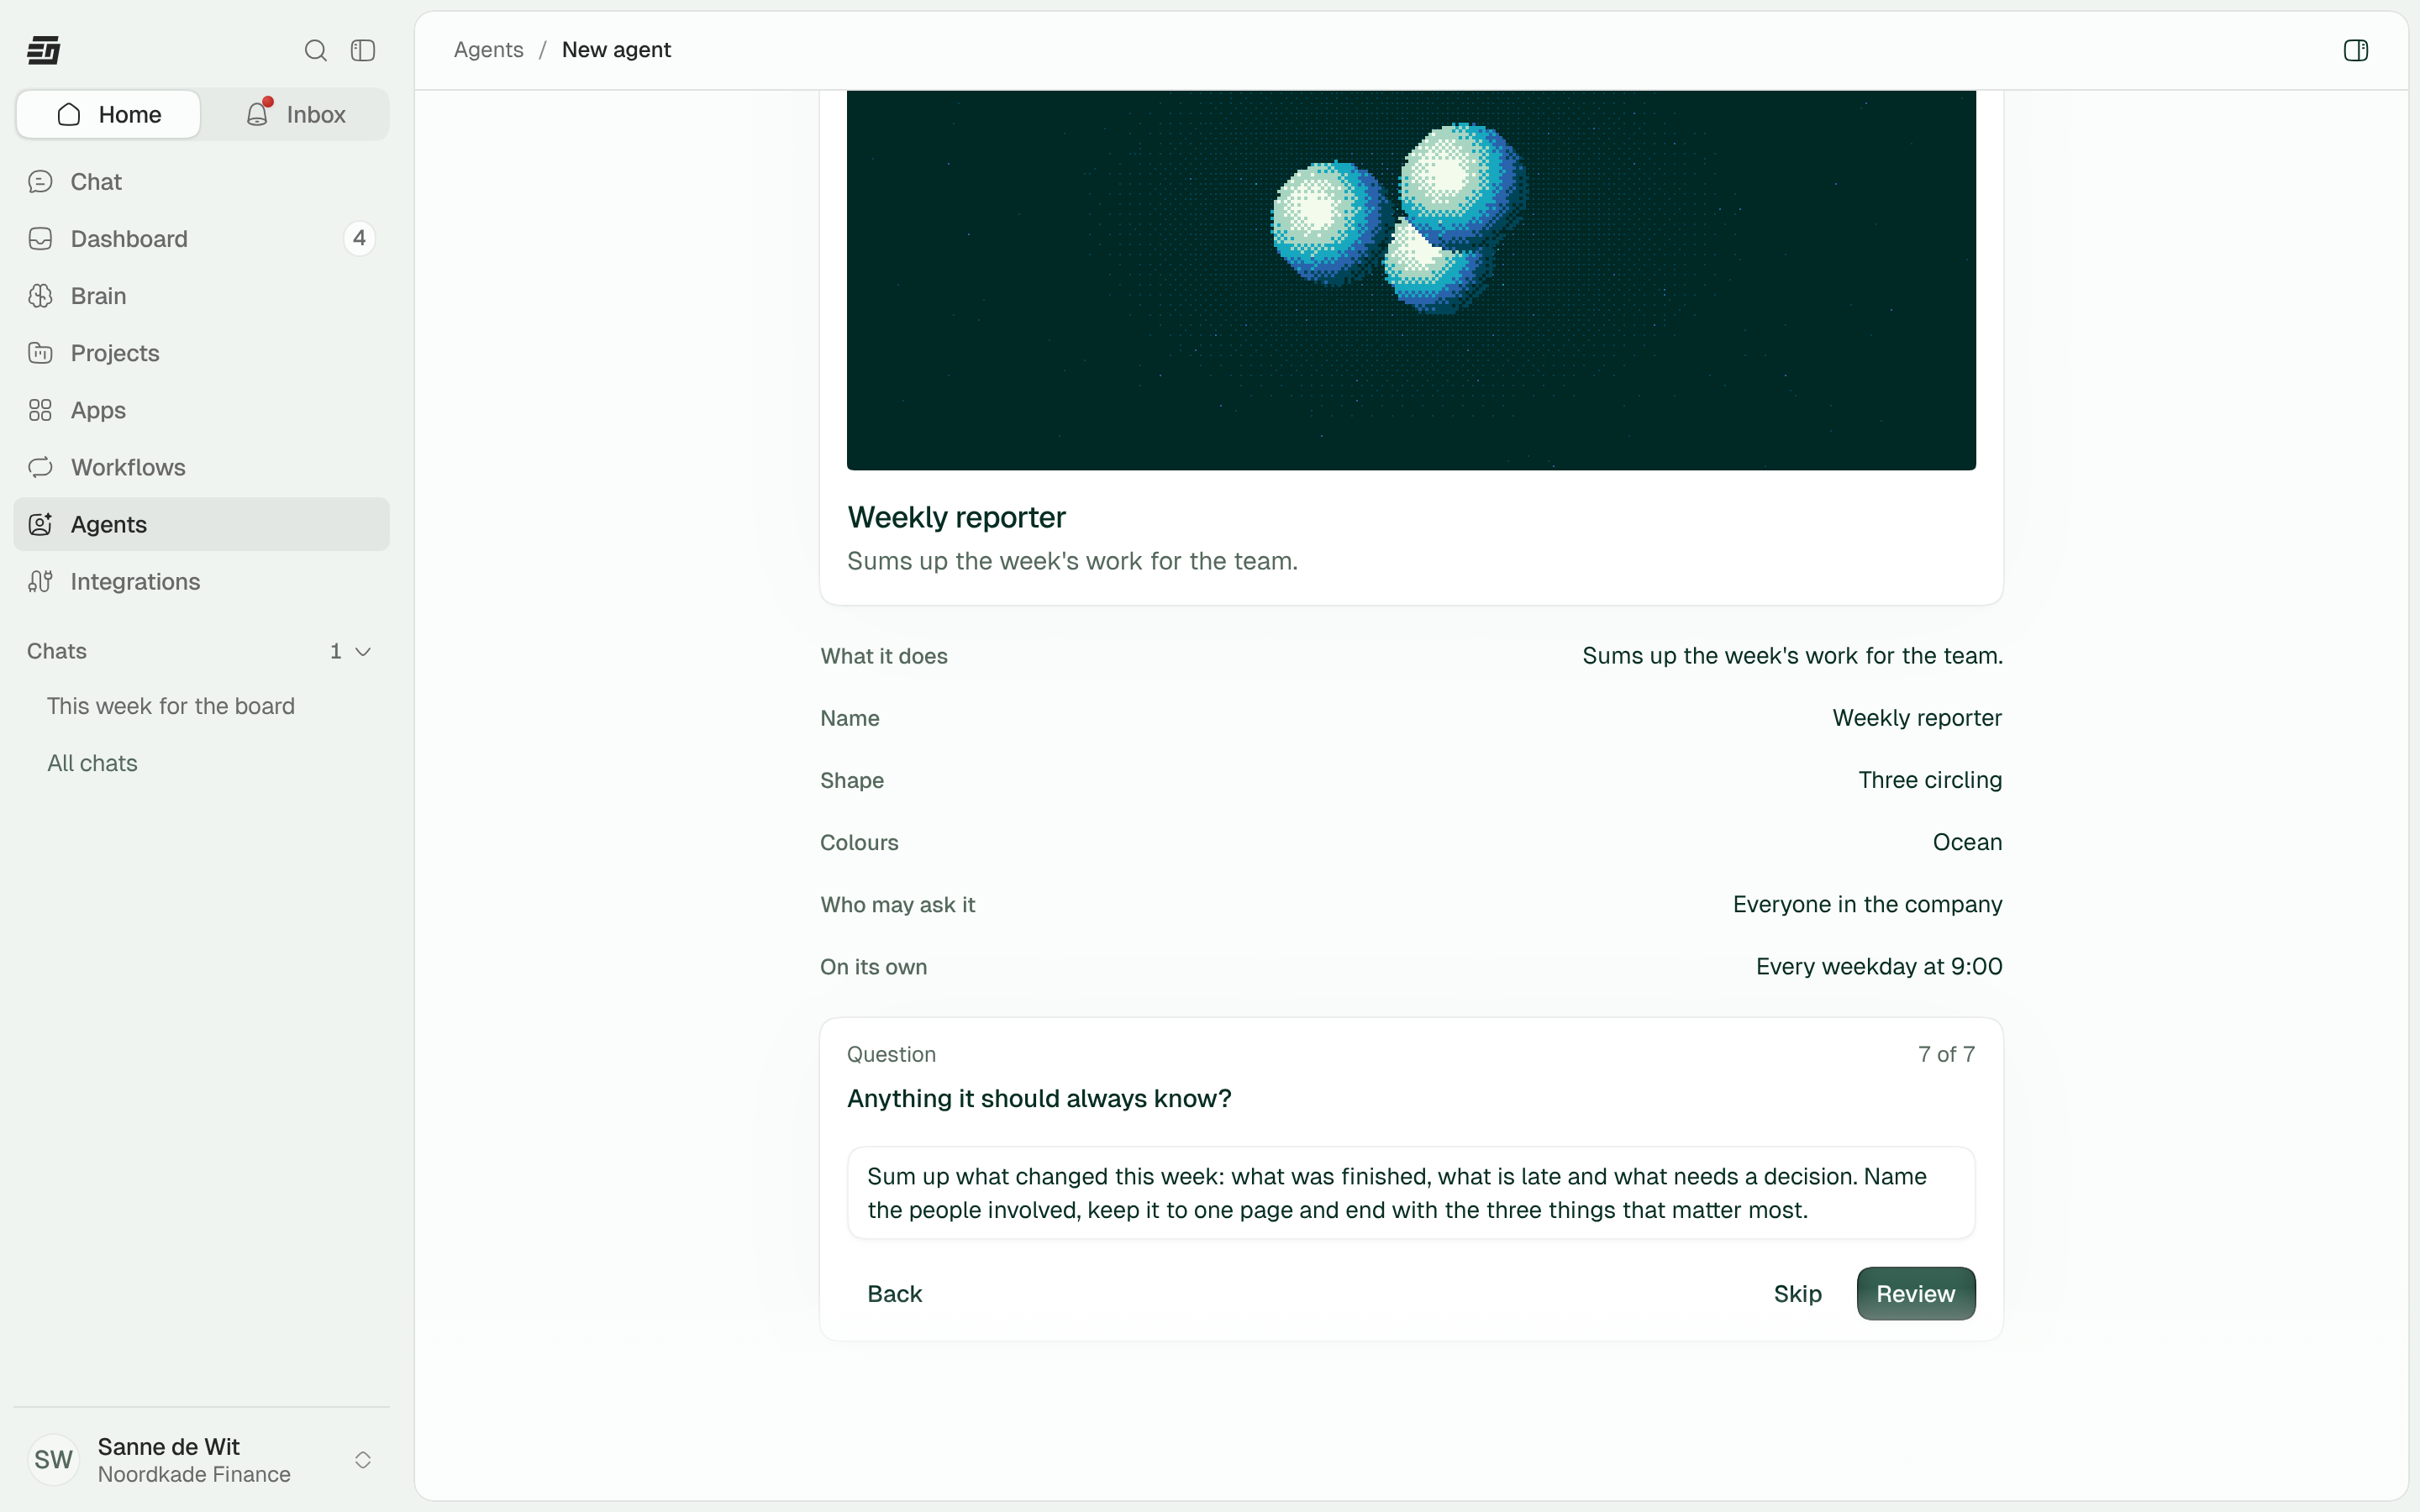 Home
Inbox
Chat
Dashboard
4
Brain
Projects
Apps
Workflows
Agents
Integrations
Chats
1
This week for the board
All chats
SW
Sanne de Wit
Noordkade Finance
Agents / New agent
Weekly reporter
Sums up the week's work for the team.
What it does
Sums up the week's work for the team.
Name
Weekly reporter
Shape
Three circling
Colours
Ocean
Who may ask it
Everyone in the company
On its own
Every weekday at 9:00
Question
7 of 7
Anything it should always know?
Sum up what changed this week: what was finished, what is late and what needs a decision. Name
the people involved, keep it to one page and end with the three things that matter most.
Back
Skip
Review